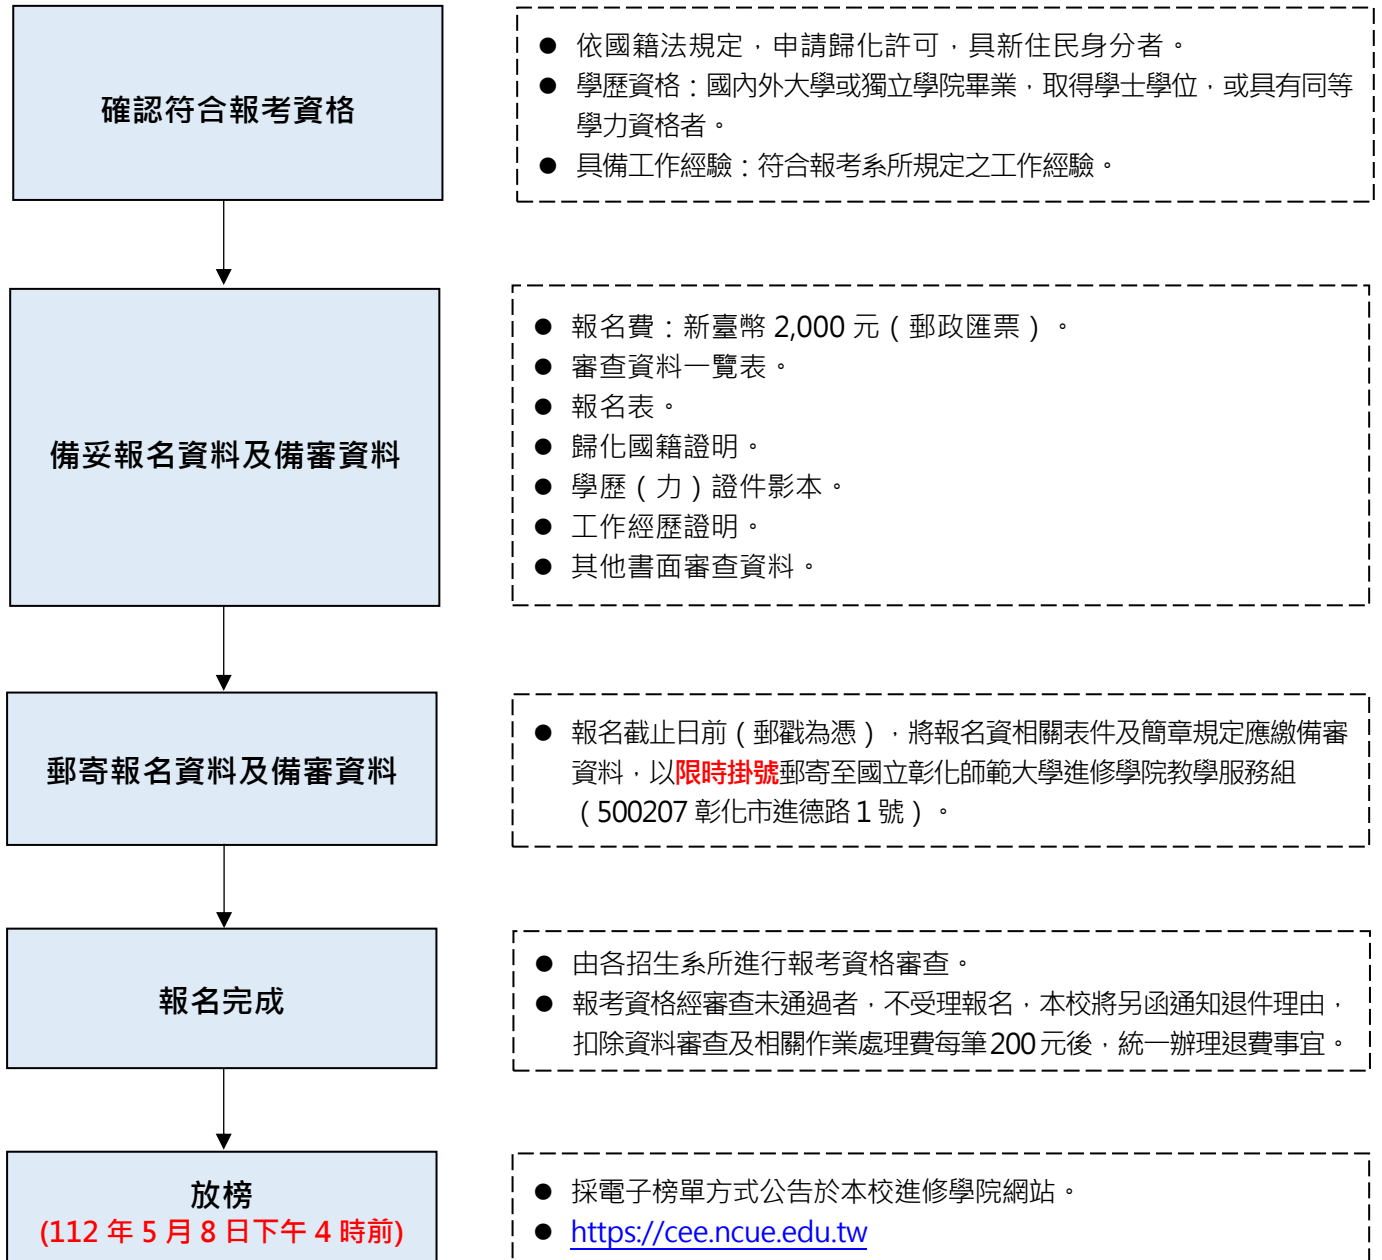 確認符合報考資格
● 依國籍法規定，申請歸化許可，具新住民身分者。
● 學歷資格：國內外大學或獨立學院畢業，取得學士學位，或具有同等
學力資格者。
● 具備工作經驗：符合報考系所規定之工作經驗。
備妥報名資料及備審資料
● 報名費：新臺幣 2,000 元（郵政匯票）。
● 審查資料一覽表。
● 報名表。
● 歸化國籍證明。
● 學歷（力）證件影本。
● 工作經歷證明。
● 其他書面審查資料。
郵寄報名資料及備審資料
● 報名截止日前（郵戳為憑），將報名資相關表件及簡章規定應繳備審
資料，以限時掛號郵寄至國立彰化師範大學進修學院教學服務組
（500207 彰化市進德路 1 號）。
報名完成
● 由各招生系所進行報考資格審查。
● 報考資格經審查未通過者，不受理報名，本校將另函通知退件理由，
扣除資料審查及相關作業處理費每筆 200 元後，統一辦理退費事宜。
放榜
(112 年 5 月 8 日下午 4 時前)
● 採電子榜單方式公告於本校進修學院網站。
● https://cee.ncue.edu.tw